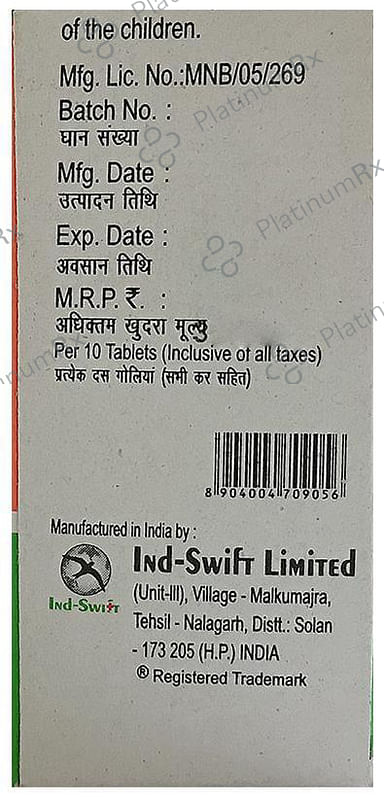 of the children.
Mfg. Lic. No.:MNB/05/269
Batch No. :
घान संख्या
Mfg. Date :
उत्पादन तिथि
Exp. Date :
अवसान तिथि
M.R.P. ₹. :
अधिक्तम खुदरा मूल्य
Per 10 Tablets (Inclusive of all taxes)
प्रत्येक दस गोलियां (सभी कर सहित)
8 904004 709056
Manufactured in India by :
Ind-Swift Limited
Ind-Swift
(Unit-III), Village - Malkumajra,
Tehsil - Nalagarh, Distt.: Solan
- 173 205 (H.P.) INDIA
® Registered Trademark
PlatinumRx
PlatinumRx